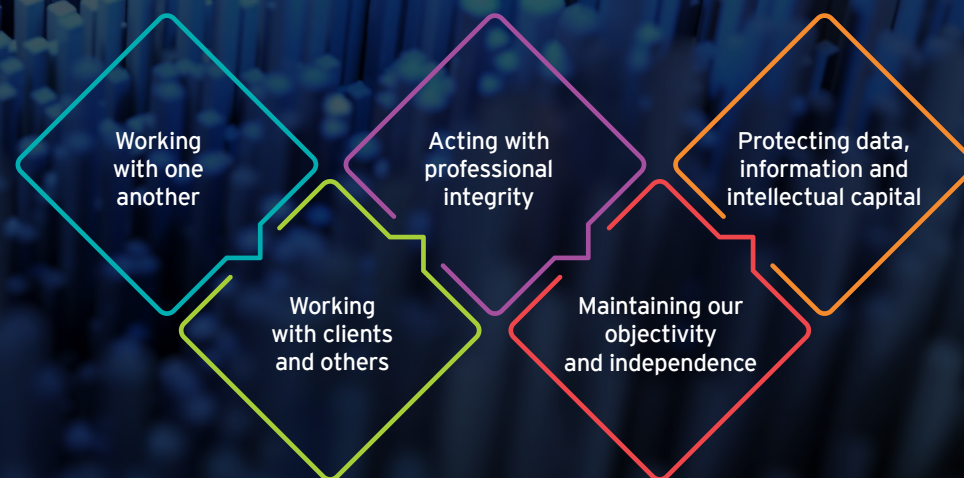 Working
with one
another
Working
with clients
and others
Acting with
professional
integrity
Maintaining our
objectivity
and independence
Protecting data,
information and
intellectual capital